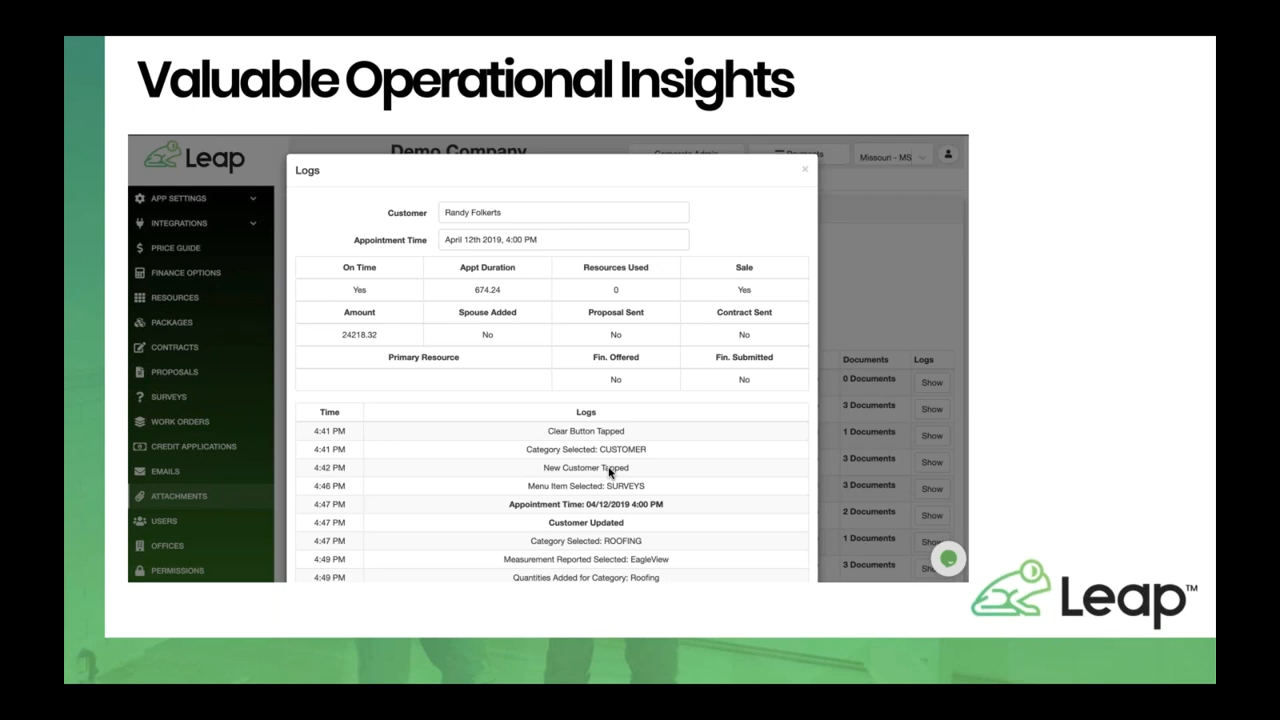 Valuable Operational Insights
Leap
Demo Company
Corporate Admin
Payments
Missouri - MS
Logs
×
APP SETTINGS
INTEGRATIONS
PRICE GUIDE
FINANCE OPTIONS
RESOURCES
PACKAGES
CONTRACTS
PROPOSALS
SURVEYS
WORK ORDERS
CREDIT APPLICATIONS
EMAILS
ATTACHMENTS
USERS
OFFICES
PERMISSIONS
Customer Randy Folkerts
Appointment Time April 12th 2019, 4:00 PM
On Time Appt Duration Resources Used Sale
Yes 674.24 0 Yes
Amount Spouse Added Proposal Sent Contract Sent
24218.32 No No No
Primary Resource Fin. Offered Fin. Submitted
No No
Time Logs
4:41 PM Clear Button Tapped
4:41 PM Category Selected: CUSTOMER
4:42 PM New Customer Tapped
4:46 PM Menu Item Selected: SURVEYS
4:47 PM Appointment Time: 04/12/2019 4:00 PM
4:47 PM Customer Updated
4:47 PM Category Selected: ROOFING
4:49 PM Measurement Reported Selected: EagleView
4:49 PM Quantities Added for Category: Roofing
Documents Logs
0 Documents Show
3 Documents Show
1 Documents Show
3 Documents Show
3 Documents Show
2 Documents Show
1 Documents Show
3 Documents Show
Leap™